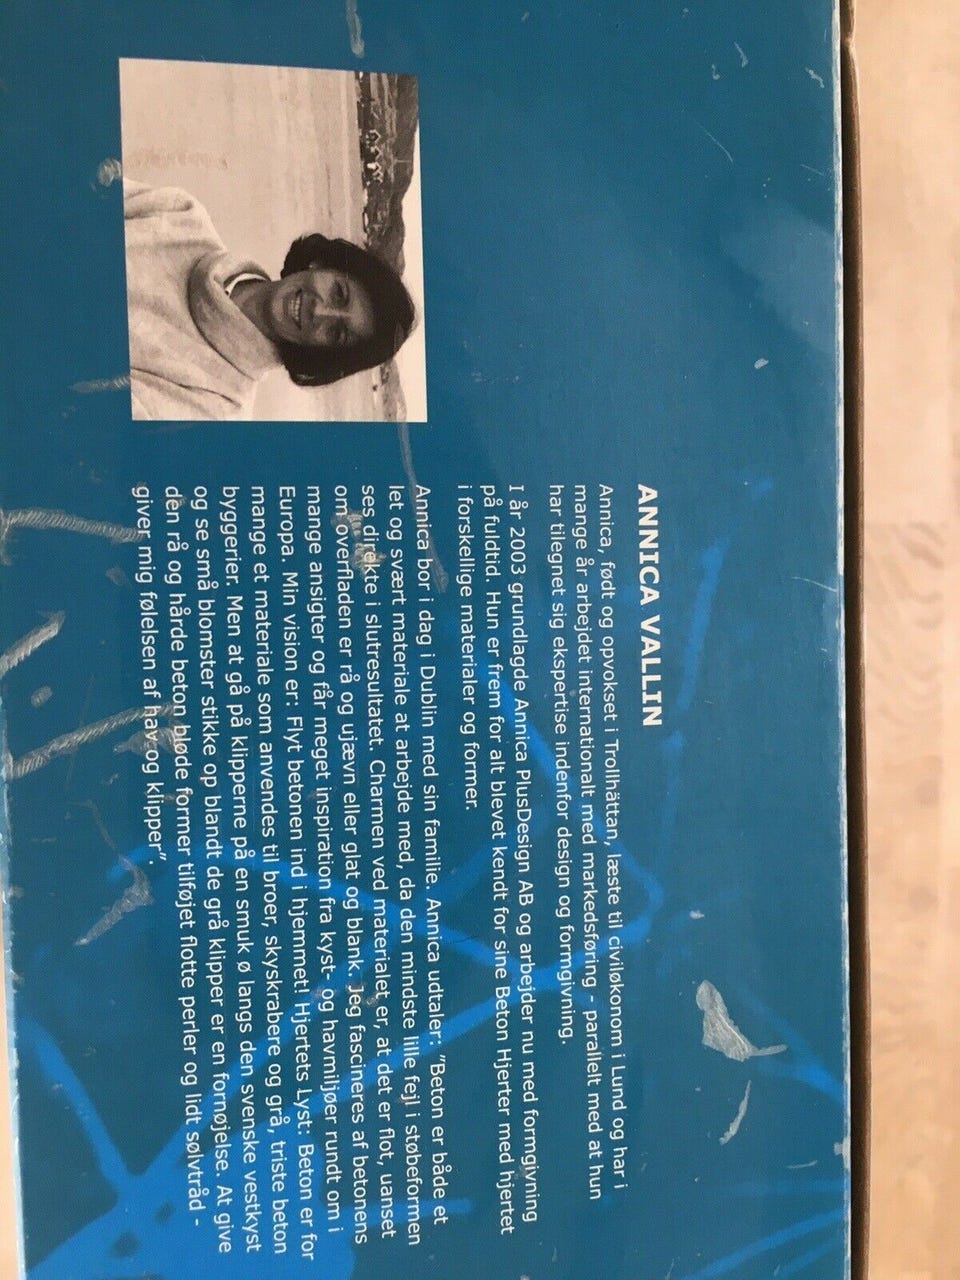 ANNICA VALLIN
Annica, født og opvokset i Trollhättan, læste til civiløkonom i Lund og har i
mange år arbejdet internationalt med markedsføring - parallelt med at hun
har tilegnet sig ekspertise indenfor design og formgivning.
I år 2003 grundlagde Annica PlusDesign AB og arbejder nu med formgivning
på fuldtid. Hun er frem for alt blevet kendt for sine Beton Hjerter med hjertet
i forskellige materialer og former.
Annica bor i dag i Dublin med sin familie. Annica udtaler: "Beton er både et
let og svært materiale at arbejde med, da den mindste lille fejl i støbeformen
ses direkte i slutresultatet. Charmen ved materialet er, at det er flot, uanset
om overfladen er rå og ujævn eller glat og blank. Jeg fascineres af betonens
mange ansigter og får meget inspiration fra kyst- og havmiljøer rundt om i
Europa. Min vision er: Flyt betonen ind i hjemmet! Hjertets Lyst: Beton er for
mange et materiale som anvendes til broer, skyskrabere og grå, triste beton
byggerier. Men at gå på klipperne på en smuk ø langs den svenske vestkyst
og se små blomster stikke op blandt de grå klipper er en fornøjelse. At give
den rå og hårde beton bløde former tilføjet flotte perler og lidt sølvtråd -
giver mig følelsen af hav og klipper".